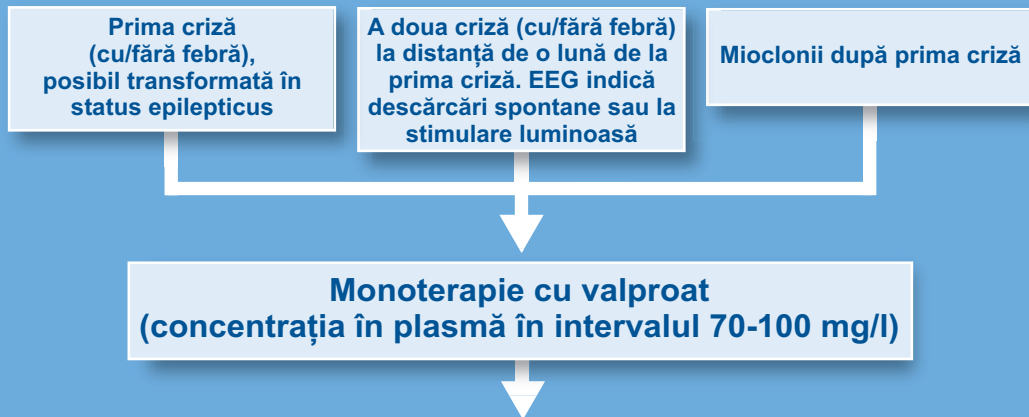 Prima criză
(cu/fără febră),
posibil transformată în
status epilepticus
A doua criză (cu/fără febră)
la distanță de o lună de la
prima criză. EEG indică
descărcări spontane sau la
stimulare luminoasă
Mioclonii după prima criză
Monoterapie cu valproat
(concentrația în plasmă în intervalul 70-100 mg/l)